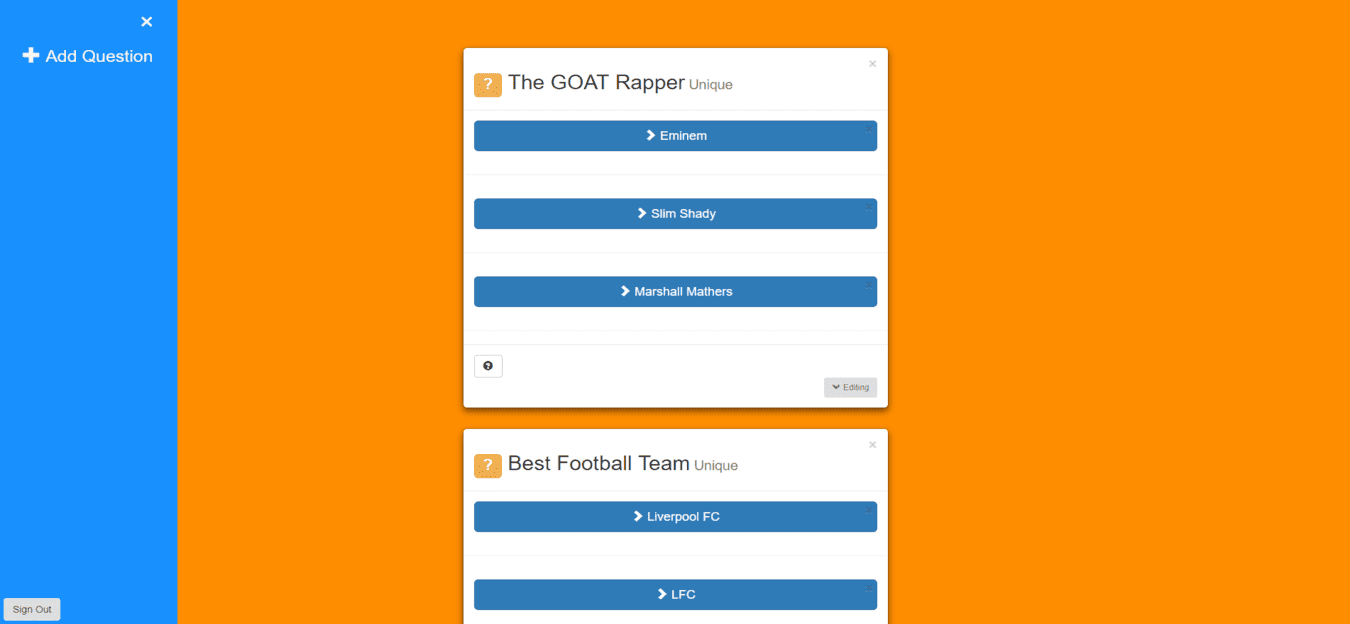 ×
Add Question
×
? The GOAT Rapper Unique
Eminem ×
Slim Shady ×
Marshall Mathers ×
?
Editing
×
? Best Football Team Unique
Liverpool FC ×
LFC ×
Sign Out